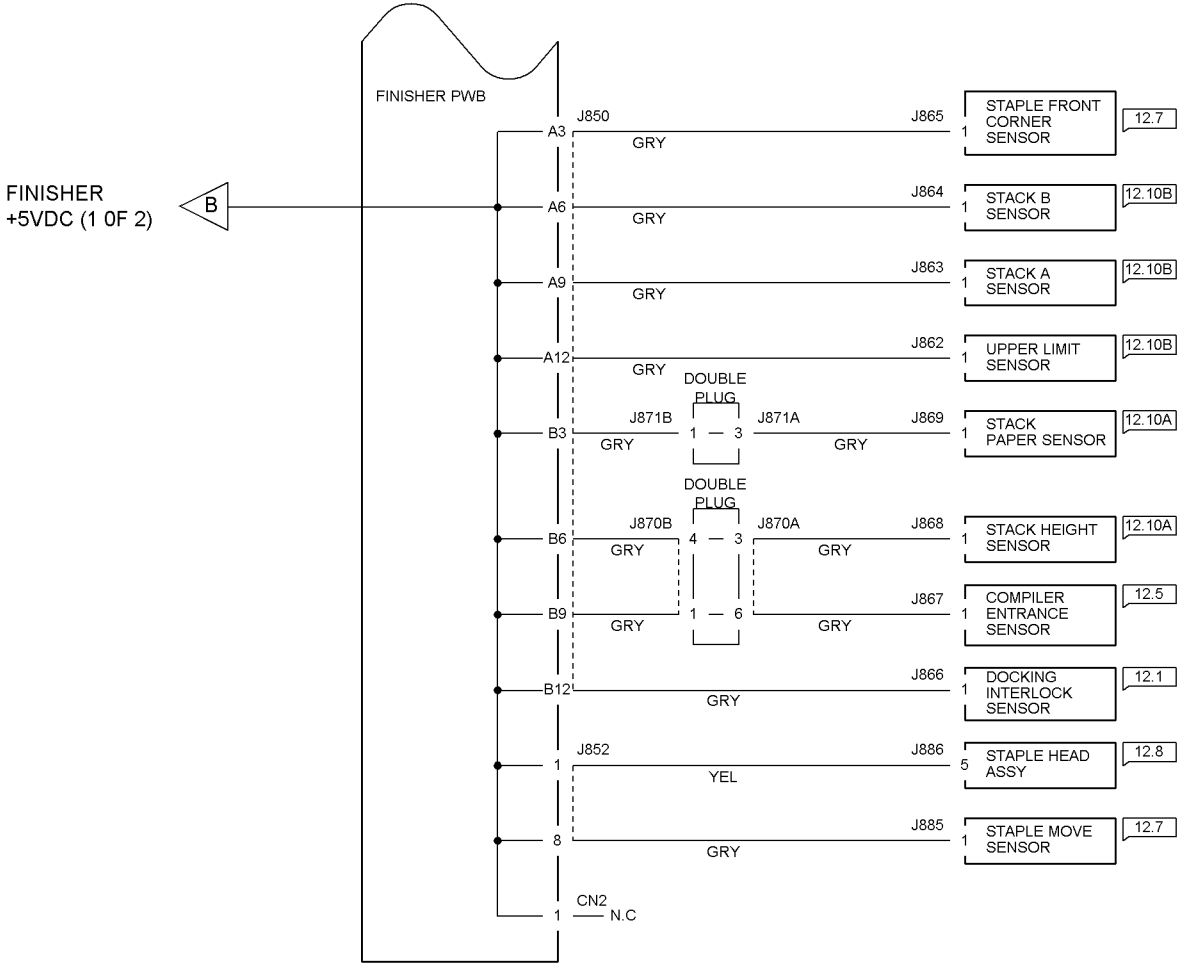 FINISHER PWB
FINISHER
+5VDC (1 0F 2)
B
A3
J850
GRY
J865
1
STAPLE FRONT
CORNER
SENSOR
12.7
A6
GRY
J864
1
STACK B
SENSOR
12.10B
A9
GRY
J863
1
STACK A
SENSOR
12.10B
A12
GRY
J862
1
UPPER LIMIT
SENSOR
12.10B
DOUBLE
PLUG
B3
GRY
J871B
1
3
J871A
GRY
J869
1
STACK
PAPER SENSOR
12.10A
DOUBLE
PLUG
B6
GRY
J870B
4
3
J870A
GRY
J868
1
STACK HEIGHT
SENSOR
12.10A
B9
GRY
1
6
GRY
J867
1
COMPILER
ENTRANCE
SENSOR
12.5
B12
GRY
J866
1
DOCKING
INTERLOCK
SENSOR
12.1
1
J852
YEL
J886
5
STAPLE HEAD
ASSY
12.8
8
GRY
J885
1
STAPLE MOVE
SENSOR
12.7
1
CN2
N.C